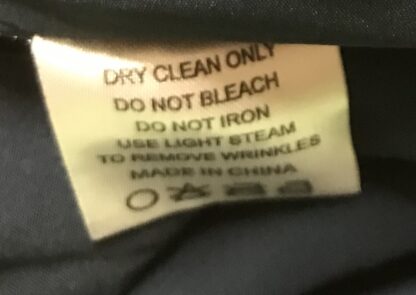 DRY CLEAN ONLY
DO NOT BLEACH
DO NOT IRON
USE LIGHT STEAM
TO REMOVE WRINKLES
MADE IN CHINA